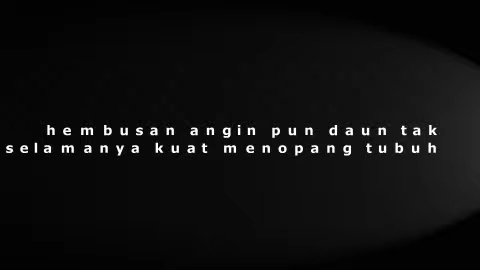 hembusan angin pun daun tak
selamanya kuat menopang tubuh